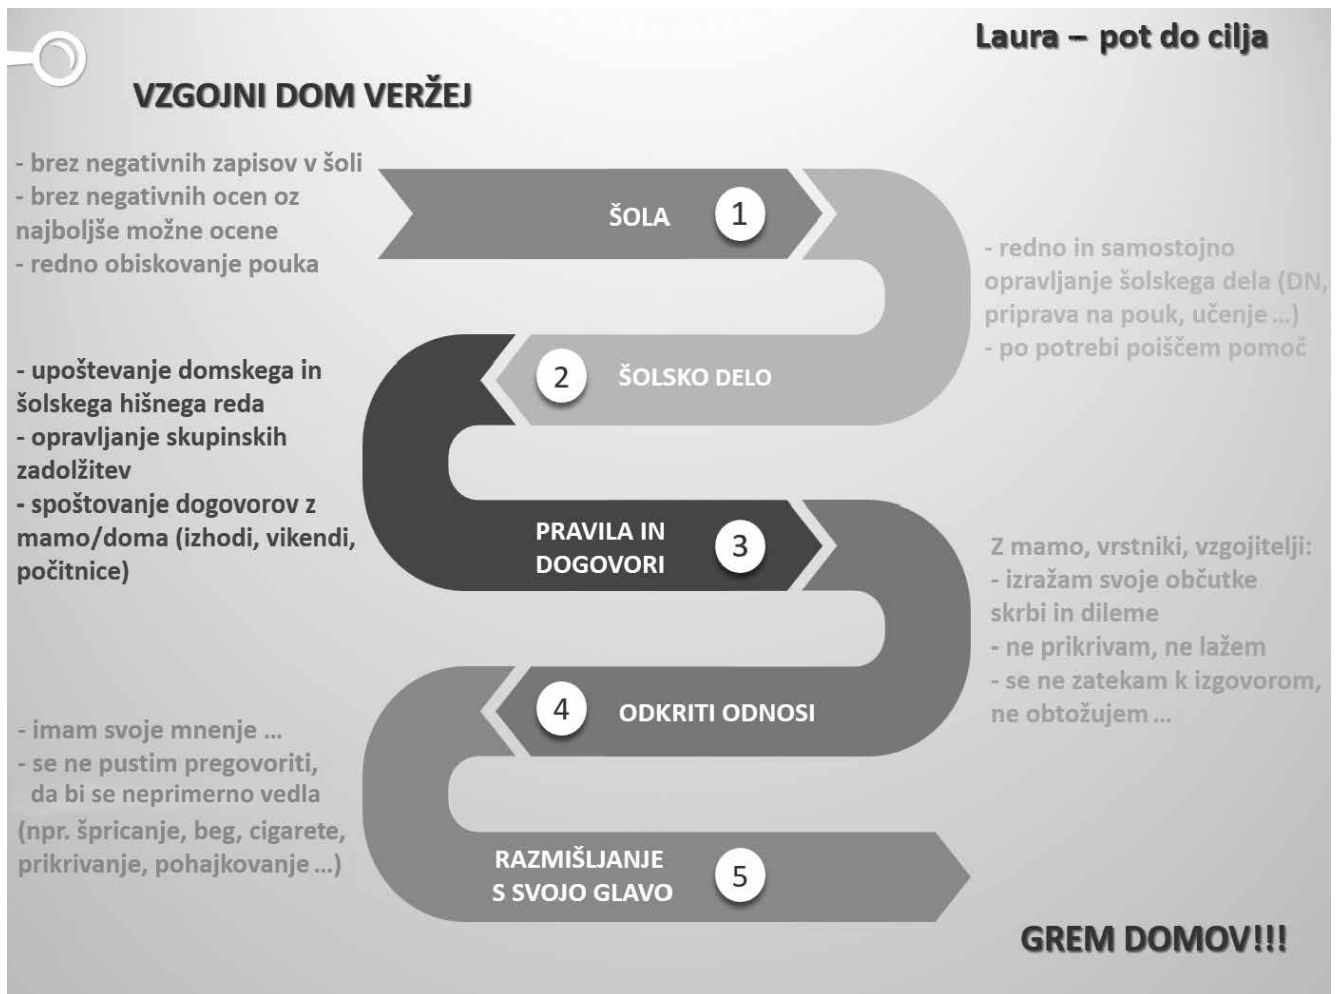 Laura – pot do cilja
VZGOJNI DOM VERŽEJ
- brez negativnih zapisov v šoli
- brez negativnih ocen oz
najboljše možne ocene
- redno obiskovanje pouka
ŠOLA 1
- redno in samostojno
opravljanje šolskega dela (DN,
priprava na pouk, učenje ...)
- po potrebi poiščem pomoč
2 ŠOLSKO DELO
- upoštevanje domskega in
šolskega hišnega reda
- opravljanje skupinskih
zadolžitev
- spoštovanje dogovorov z
mamo/doma (izhodi, vikendi,
počitnice)
PRAVILA IN
DOGOVORI
3
Z mamo, vrstniki, vzgojitelji:
- izražam svoje občutke
skrbi in dileme
- ne prikrivam, ne lažem
- se ne zatekam k izgovorom,
ne obtožujem ...
4 ODKRITI ODNOSI
- imam svoje mnenje ...
- se ne pustim pregovoriti,
da bi se neprimerno vedla
(npr. špricanje, beg, cigarete,
prikrivanje, pohajkovanje ...)
RAZMIŠLJANJE
S SVOJO GLAVO
5
GREM DOMOV!!!